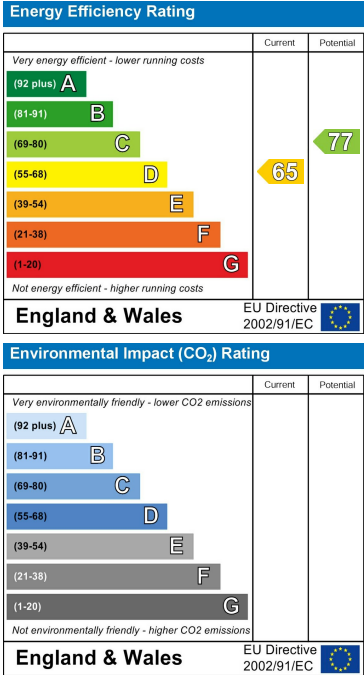 Energy Efficiency Rating
Current Potential
Very energy efficient - lower running costs
(92 plus) A
(81-91) B
(69-80) C
77
(55-68) D
65
(39-54) E
(21-38) F
(1-20) G
Not energy efficient - higher running costs
England & Wales
EU Directive
2002/91/EC
Environmental Impact (CO₂) Rating
Current Potential
Very environmentally friendly - lower CO2 emissions
(92 plus) A
(81-91) B
(69-80) C
(55-68) D
(39-54) E
(21-38) F
(1-20) G
Not environmentally friendly - higher CO2 emissions
England & Wales
EU Directive
2002/91/EC